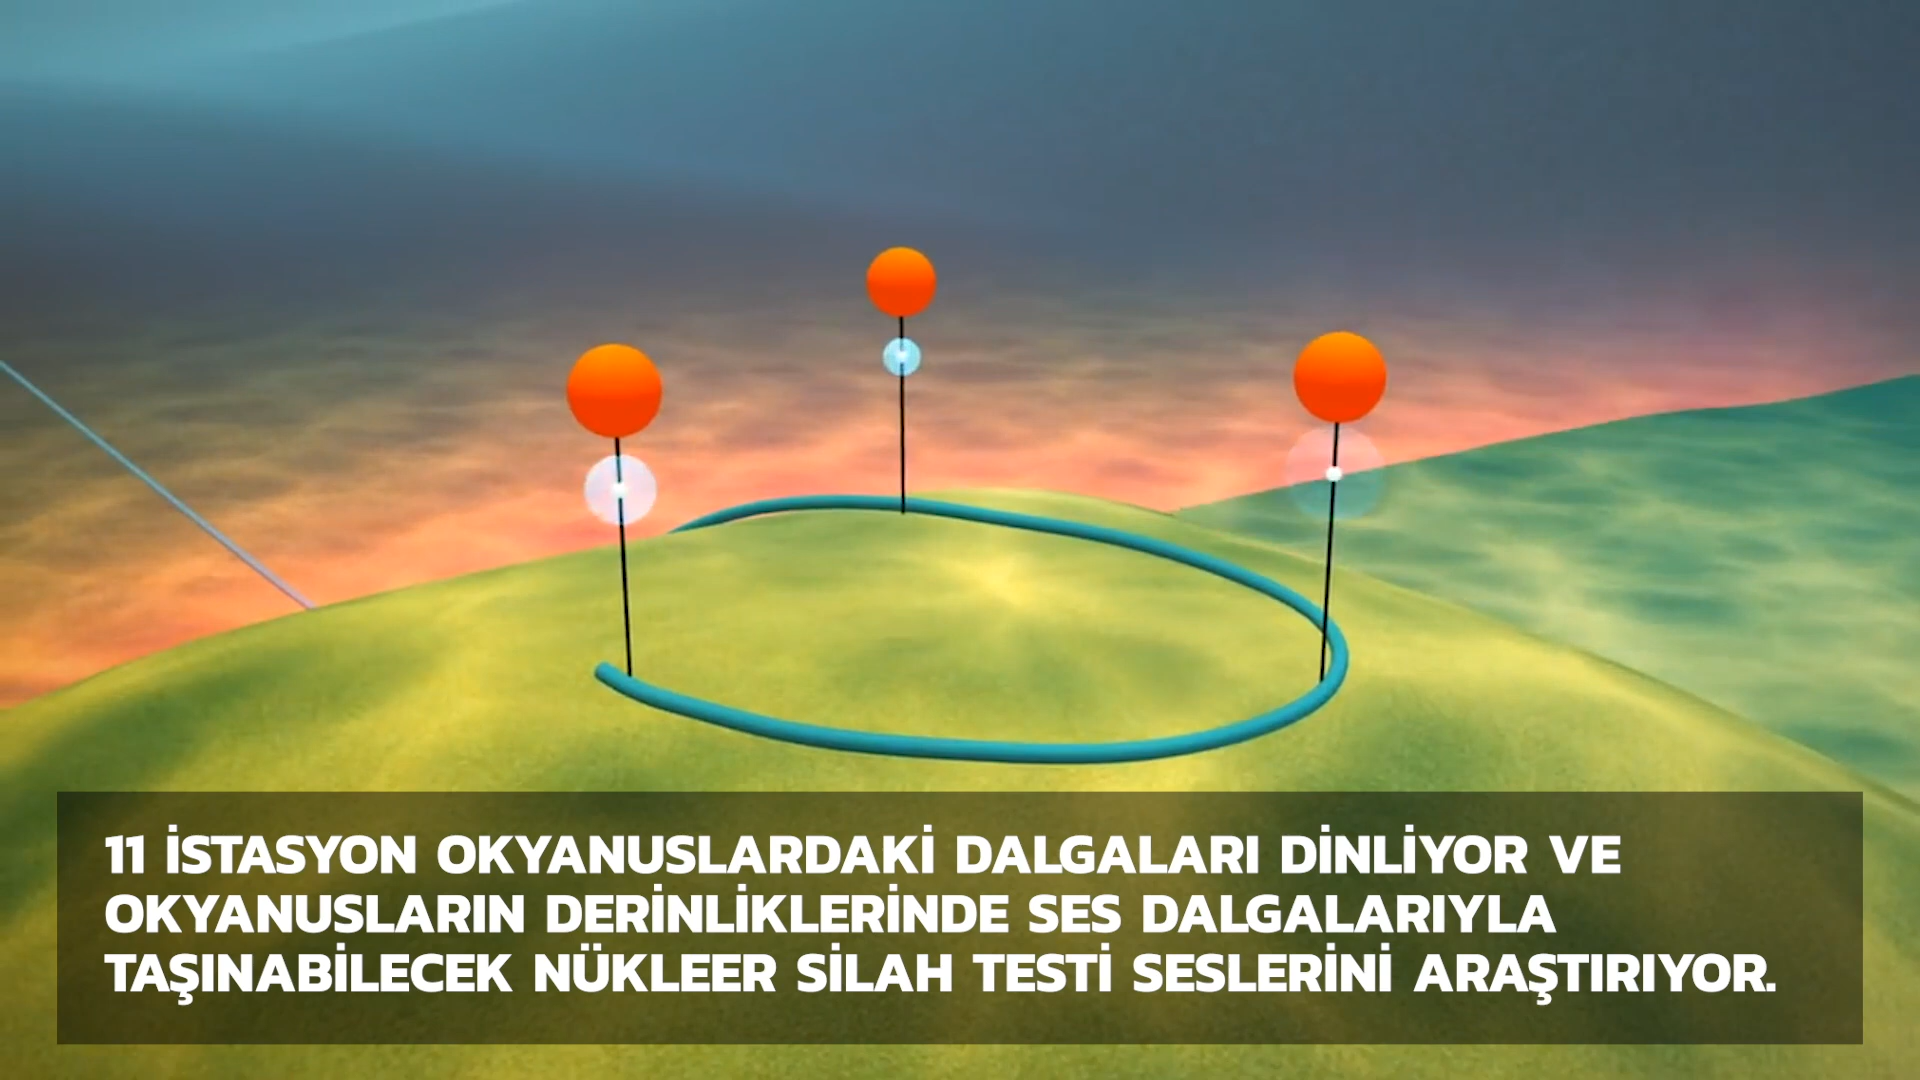 11 İSTASYON OKYANUSLARDAKİ DALGALARI DİNLİYOR VE
OKYANUSLARIN DERİNLİKLERİNDE SES DALGALARIYLA
TAŞINABİLECEK NÜKLEER SİLAH TESTİ SESLERİNİ ARAŞTIRIYOR.